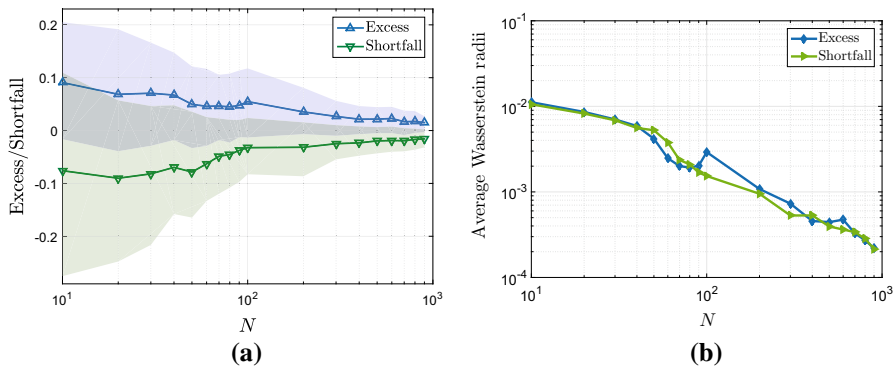 0.2
0.1
0
-0.1
-0.2
Excess/Shortfall
Excess
Shortfall
10^1
10^2
10^3
N
(a)
10^-1
10^-2
10^-3
10^-4
Average Wasserstein radii
Excess
Shortfall
10^1
10^2
10^3
N
(b)